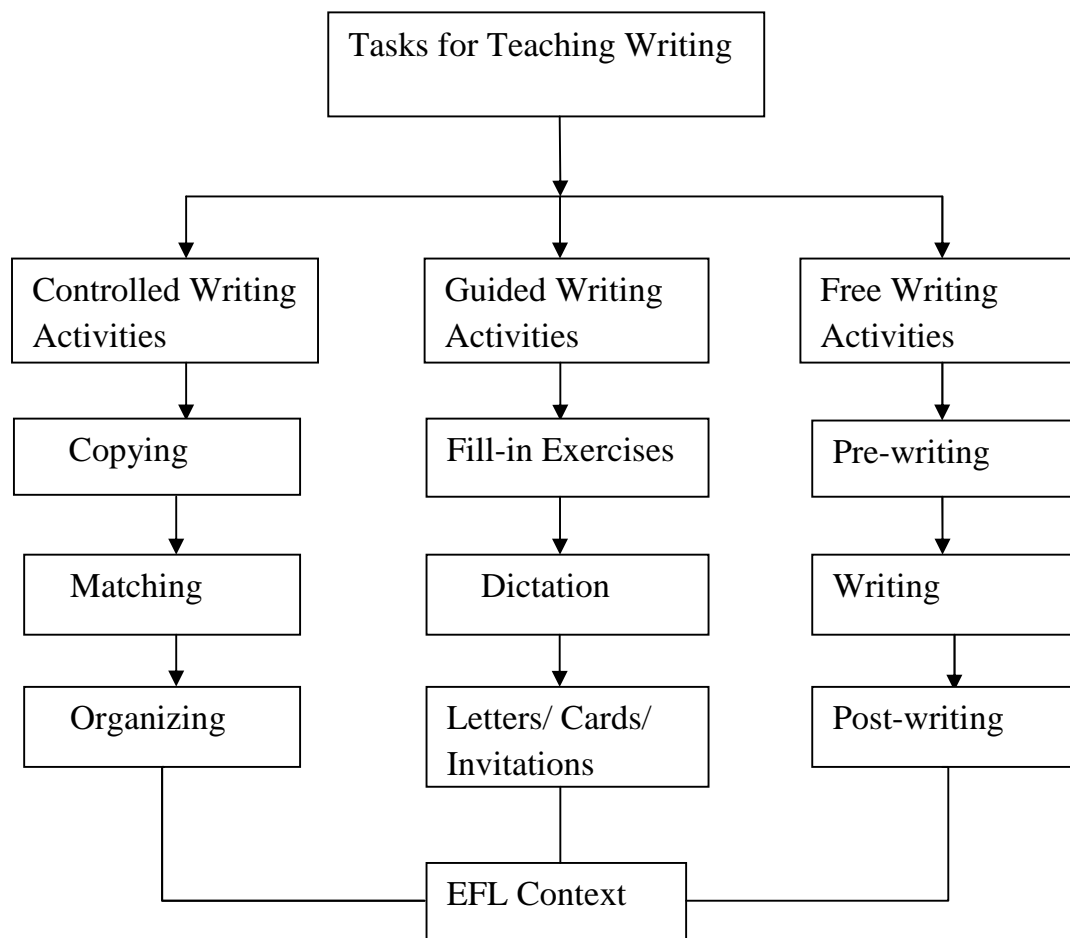 Tasks for Teaching Writing
Controlled Writing
Activities
Guided Writing
Activities
Free Writing
Activities
Copying
Fill-in Exercises
Pre-writing
Matching
Dictation
Writing
Organizing
Letters/ Cards/
Invitations
Post-writing
EFL Context